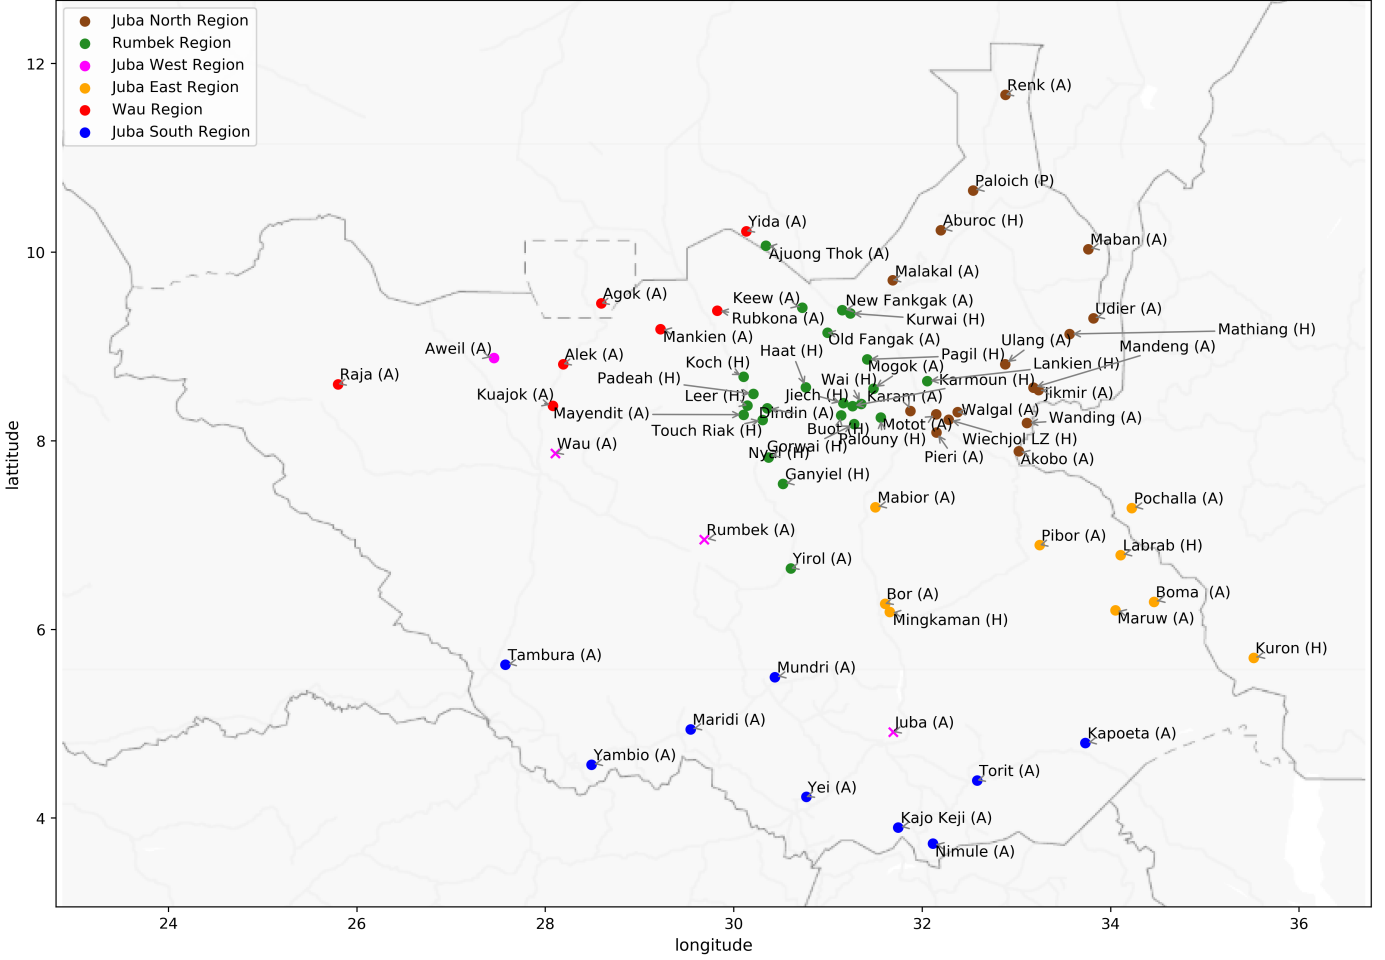 Juba North Region
Rumbek Region
Juba West Region
Juba East Region
Wau Region
Juba South Region
Renk (A)
Paloich (P)
Aburoc (H)
Yida (A)
Ajuong Thok (A)
Maban (A)
Malakal (A)
Agok (A)
Keew (A)
New Fankgak (A)
Rubkona (A)
Kurwai (H)
Udier (A)
Mankien (A)
Old Fangak (A)
Mathiang (H)
Ulang (A)
Mandeng (A)
Aweil (A)
Alek (A)
Haat (H)
Pagil (H)
Koch (H)
Mogok (A)
Lankien (H)
Raja (A)
Padeah (H)
Wai (H)
Karmoun (H)
Kuajok (A)
Leer (H)
Jiech (H)
Karam (A)
Jikmir (A)
Mayendit (A)
Dindin (A)
Walgal (A)
Wanding (A)
Touch Riak (H)
Buot (H)
Motot (A)
Wau (A)
Gorwai (H)
Palouny (H)
Wiechjol LZ (H)
Nyal (H)
Pieri (A)
Akobo (A)
Ganyiel (H)
Mabior (A)
Pochalla (A)
Rumbek (A)
Pibor (A)
Labrab (H)
Yirol (A)
Bor (A)
Boma  (A)
Mingkaman (H)
Maruw (A)
Tambura (A)
Mundri (A)
Kuron (H)
Maridi (A)
Juba (A)
Kapoeta (A)
Yambio (A)
Torit (A)
Yei (A)
Kajo Keji (A)
Nimule (A)
12
10
8
6
4
lattitude
24 26 28 30 32 34 36
longitude